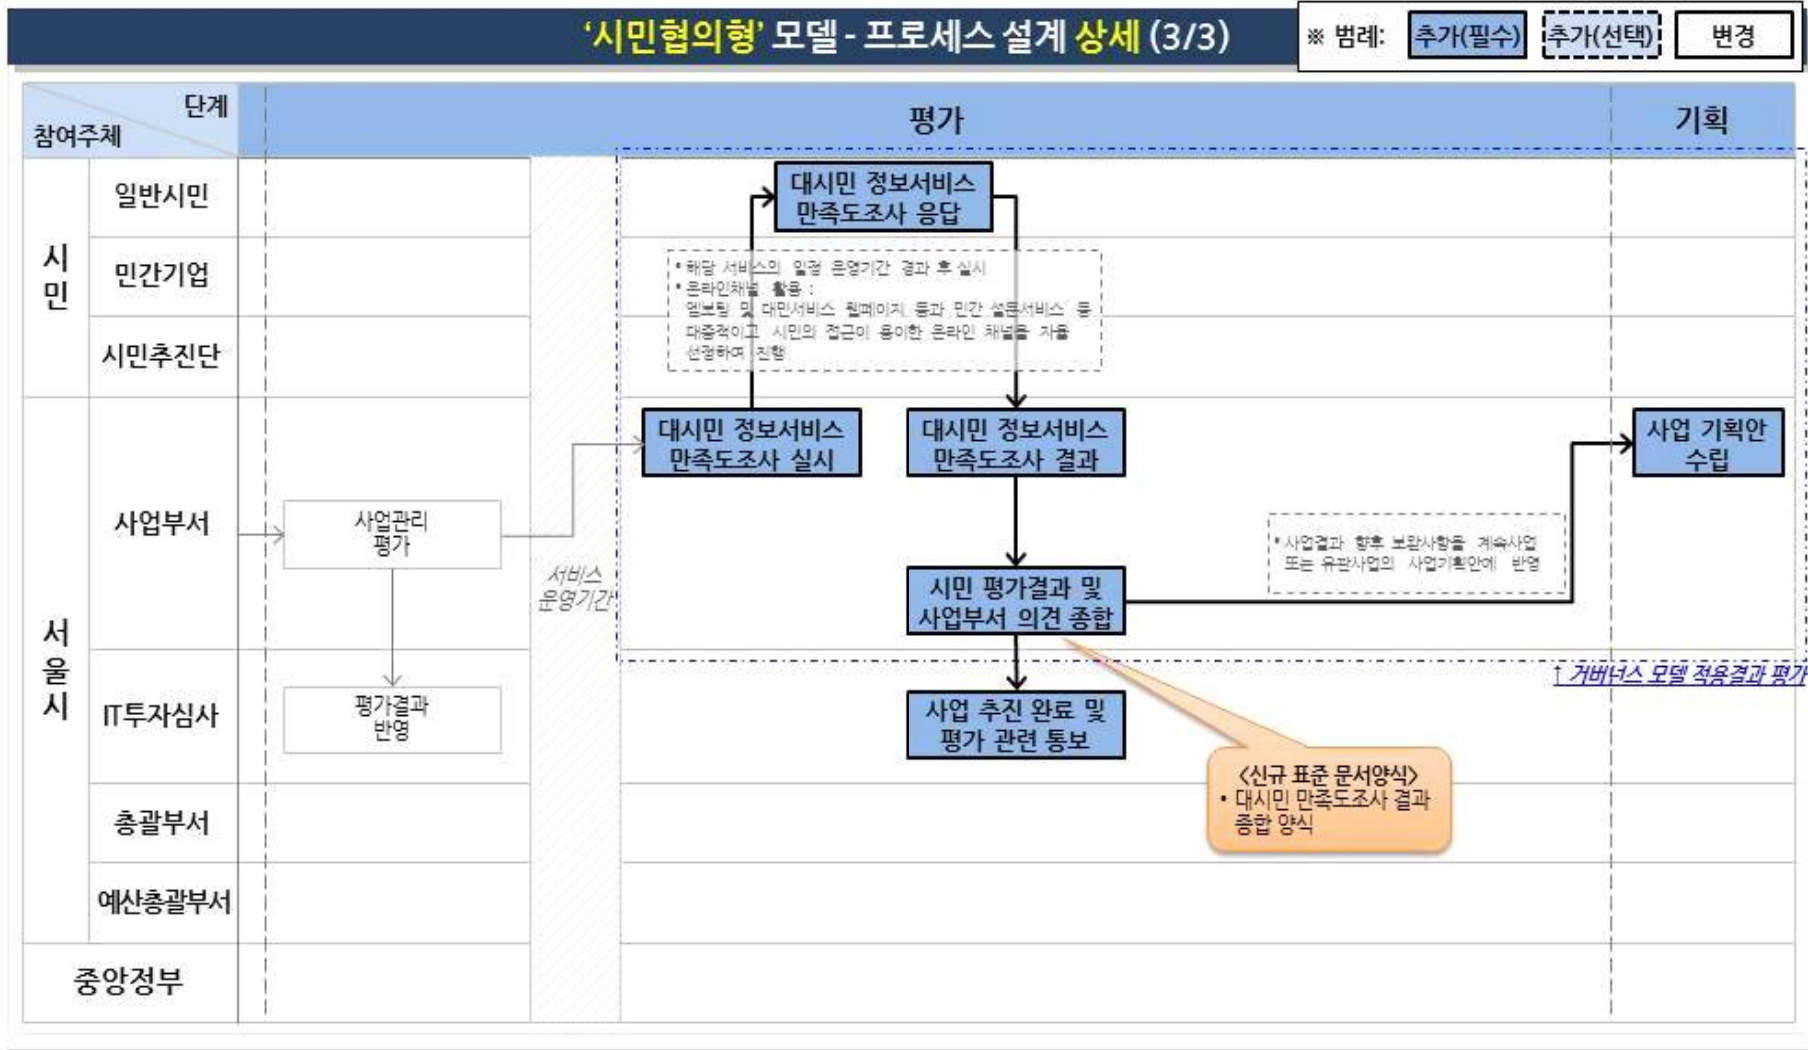 ‘시민협의형’ 모델 - 프로세스 설계 상세 (3/3)
※ 범례:
추가(필수)
추가(선택)
변경
단계
참여주체
평가
기획
시
민
일반시민
민간기업
시민추진단
대시민 정보서비스
만족도조사 응답
• 해당 서비스의 일정 운영기간 경과 후 실시
• 온라인채널 활용 :
엠보팅 및 대민서비스 웹페이지 등과 민간 설문서비스 등
대중적이고 시민의 접근이 용이한 온라인 채널을 자율
선정하여 진행
서
울
시
사업부서
대시민 정보서비스
만족도조사 실시
대시민 정보서비스
만족도조사 결과
사업 기획안
수립
사업관리
평가
서비스
운영기간
• 사업결과 향후 보완사항을 계속사업
또는 유관사업의 사업기획안에 반영
시민 평가결과 및
사업부서 의견 종합
↑ 거버넌스 모델 적용결과 평가
IT투자심사
평가결과
반영
사업 추진 완료 및
평가 관련 통보
<신규 표준 문서양식>
• 대시민 만족도조사 결과
종합 양식
총괄부서
예산총괄부서
중앙정부